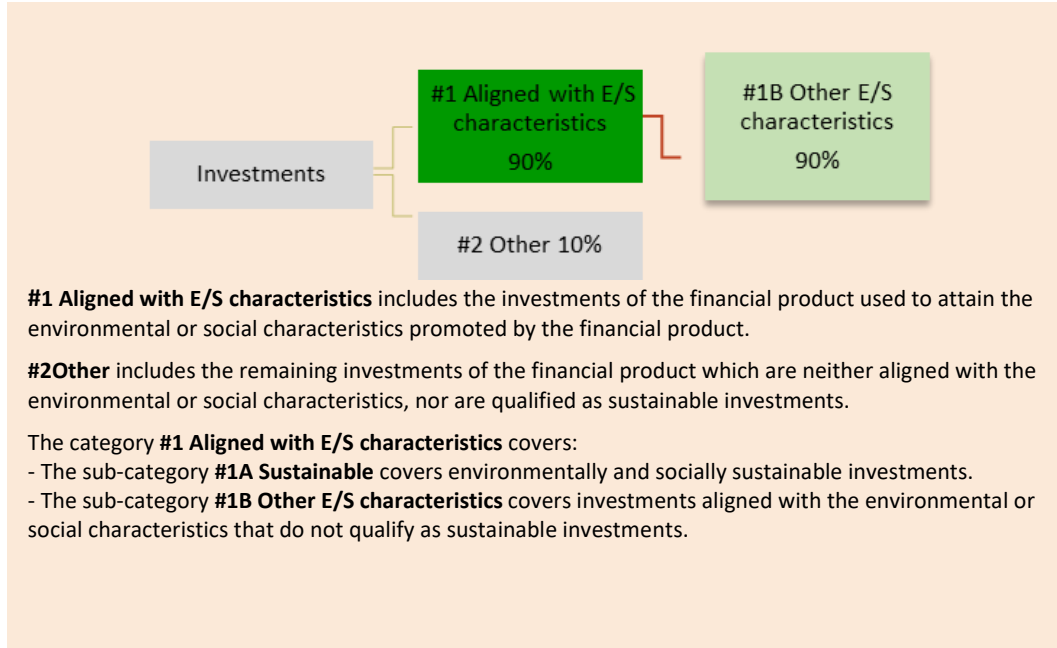 #1 Aligned with E/S
characteristics
90%
#1B Other E/S
characteristics
90%
Investments
#2 Other 10%
#1 Aligned with E/S characteristics includes the investments of the financial product used to attain the
environmental or social characteristics promoted by the financial product.
#2Other includes the remaining investments of the financial product which are neither aligned with the
environmental or social characteristics, nor are qualified as sustainable investments.
The category #1 Aligned with E/S characteristics covers:
- The sub-category #1A Sustainable covers environmentally and socially sustainable investments.
- The sub-category #1B Other E/S characteristics covers investments aligned with the environmental or
social characteristics that do not qualify as sustainable investments.